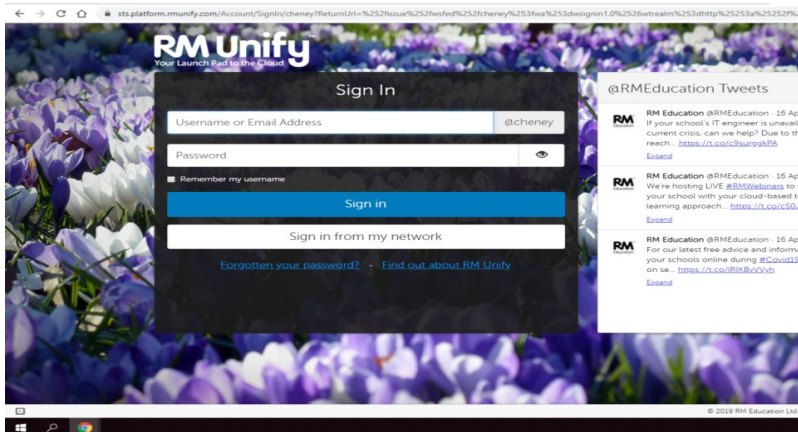 sts.platform.rmunify.com/Account/SignIn/cheney?ReturnUrl=%252fissue%252fwsfed%252fcheney%253fwa%253dwsignin1.0%2526wtrealm%253dhttp%25253a%25252f%2
RM Unify
Your Launch Pad to the Cloud
Sign In
Username or Email Address
@cheney
Password
Remember my username
Sign in
Sign in from my network
Forgotten your password? - Find out about RM Unify
@RMEducation Tweets
RM Education @RMEducation · 16 Ap
If your school's IT engineer is unavail
current crisis, can we help? Due to th
reach... https://t.co/c9surggkPA
Expand
RM Education @RMEducation · 16 Ap
We're hosting LIVE #RMWebinars to
your school with your cloud-based t
learning approach... https://t.co/c50
Expand
RM Education @RMEducation · 16 Ap
For our latest free advice and informa
your schools online during #Covid19
on se...
Expand
© 2019 RM Education Ltd